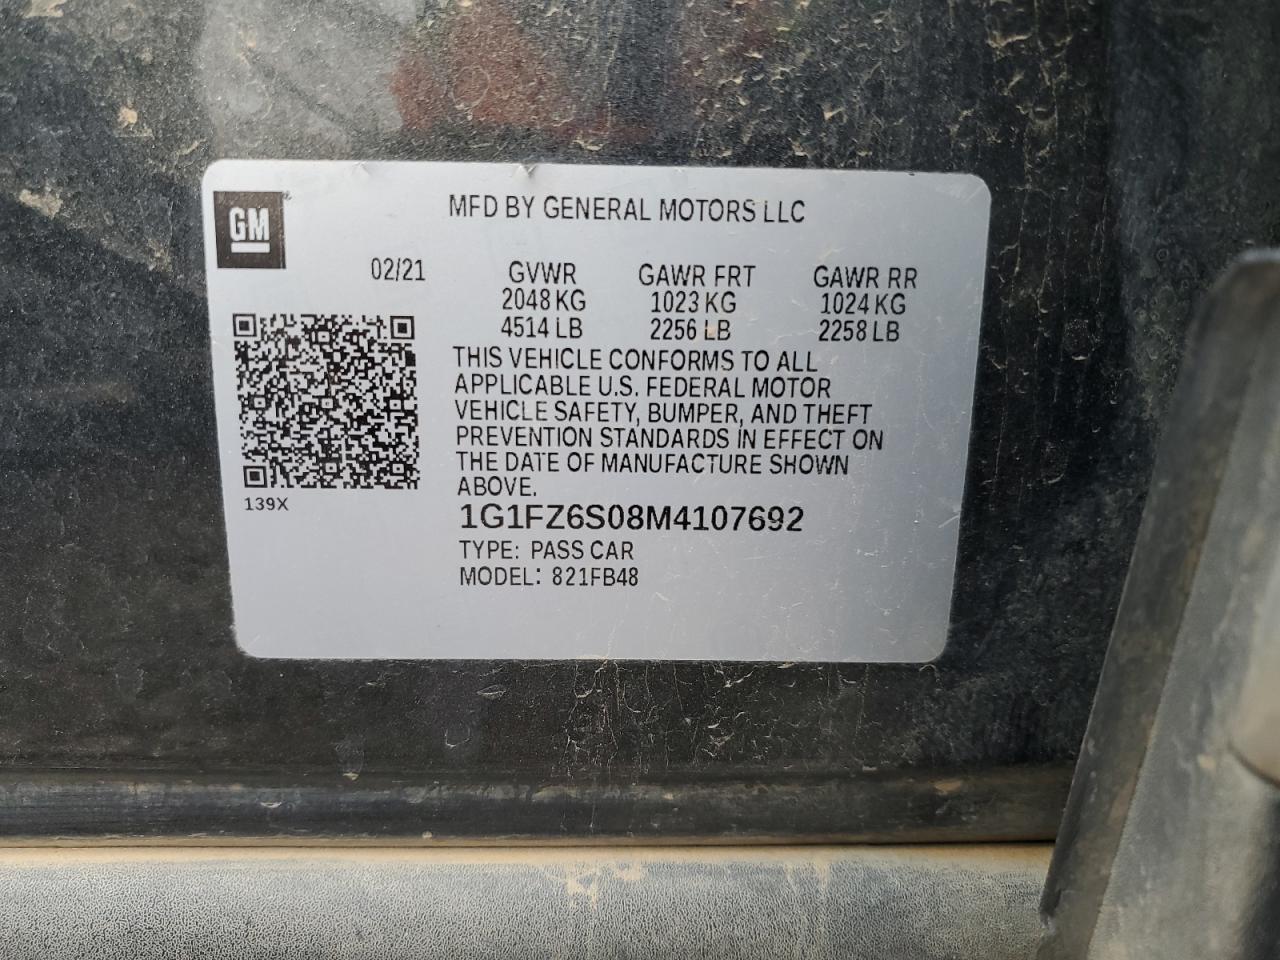 GM
MFD BY GENERAL MOTORS LLC
02/21 GVWR GAWR FRT GAWR RR
2048 KG 1023 KG 1024 KG
4514 LB 2256 LB 2258 LB
THIS VEHICLE CONFORMS TO ALL
APPLICABLE U.S. FEDERAL MOTOR
VEHICLE SAFETY, BUMPER, AND THEFT
PREVENTION STANDARDS IN EFFECT ON
THE DATE OF MANUFACTURE SHOWN
ABOVE.
139X
1G1FZ6S08M4107692
TYPE: PASS CAR
MODEL: 821FB48